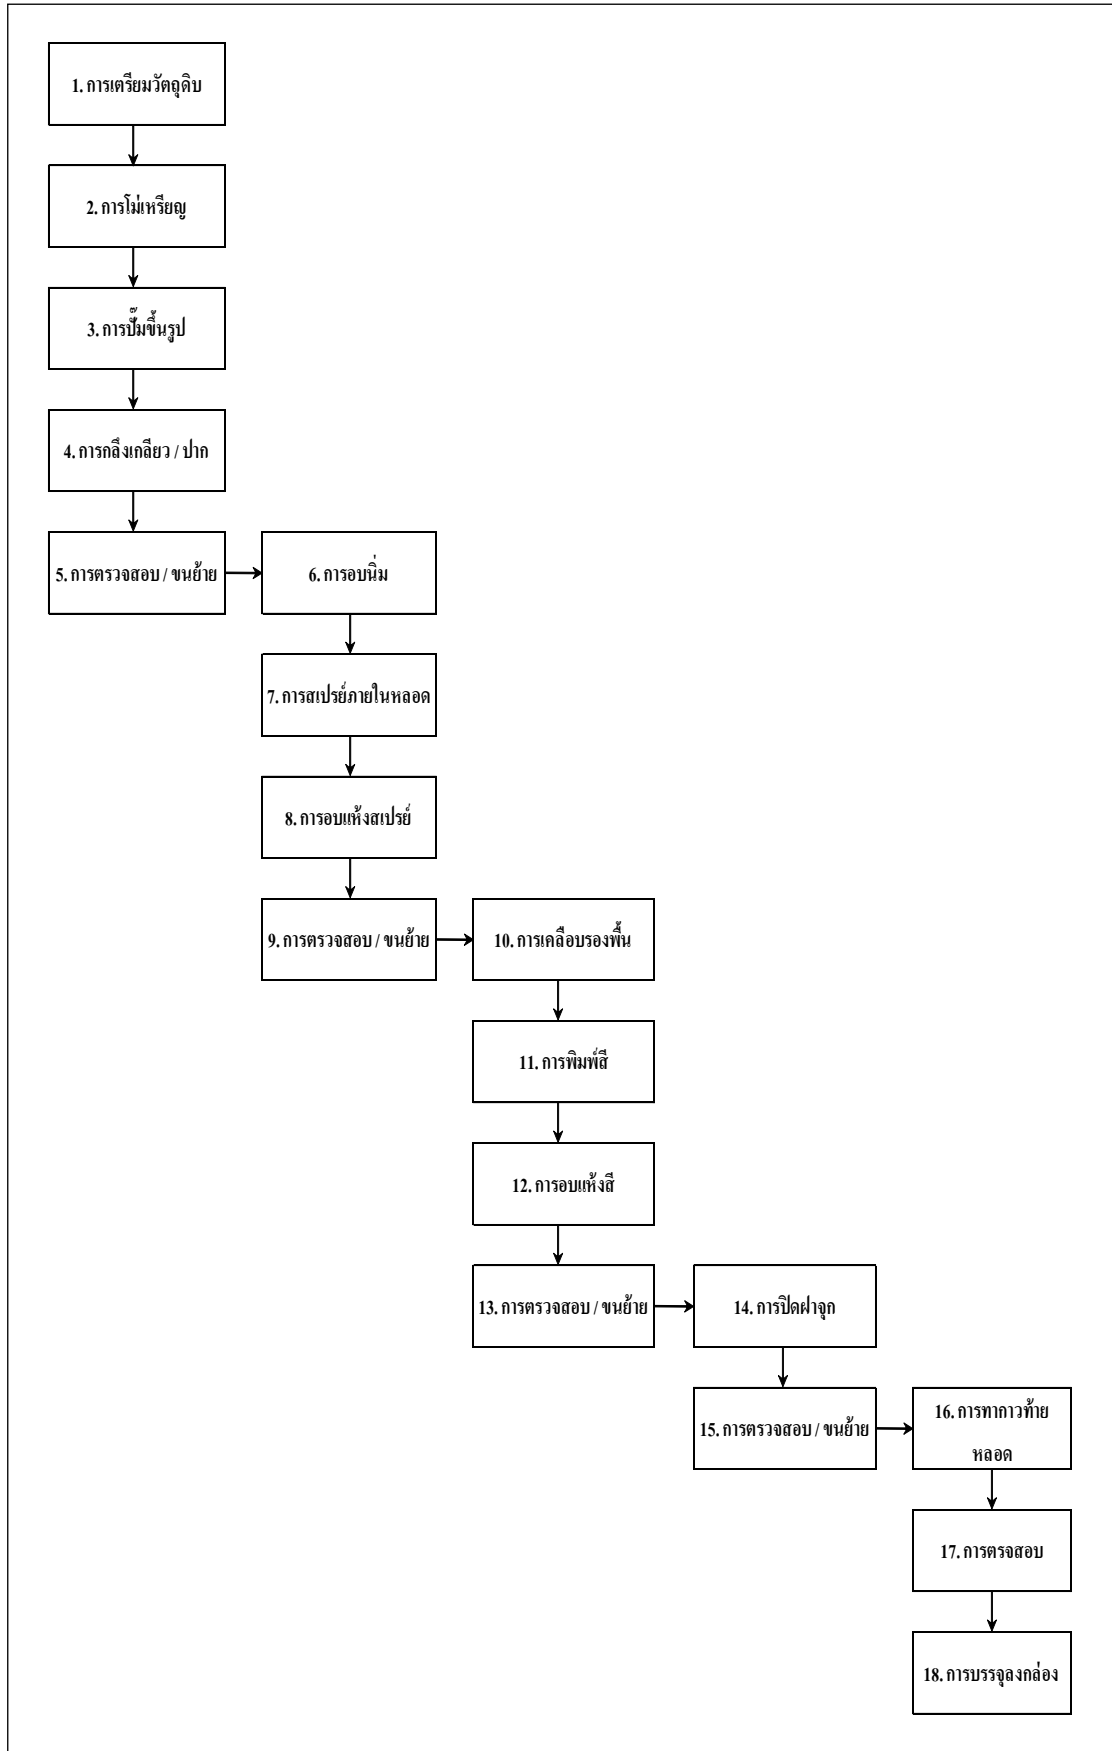 1. การเตรียมวัตถุดิบ
2. การโม่เหรียญ
3. การปั๊มขึ้นรูป
4. การกลึงเกลียว / ปาก
5. การตรวจสอบ / ขนย้าย
6. การอบนิ่ม
7. การสเปรย์ภายในหลอด
8. การอบแห้งสเปรย์
9. การตรวจสอบ / ขนย้าย
10. การเคลือบรองพื้น
11. การพิมพ์สี
12. การอบแห้งสี
13. การตรวจสอบ / ขนย้าย
14. การปิดฝาจุก
15. การตรวจสอบ / ขนย้าย
16. การทากาวท้าย
หลอด
17. การตรจสอบ
18. การบรรจุลงกล่อง